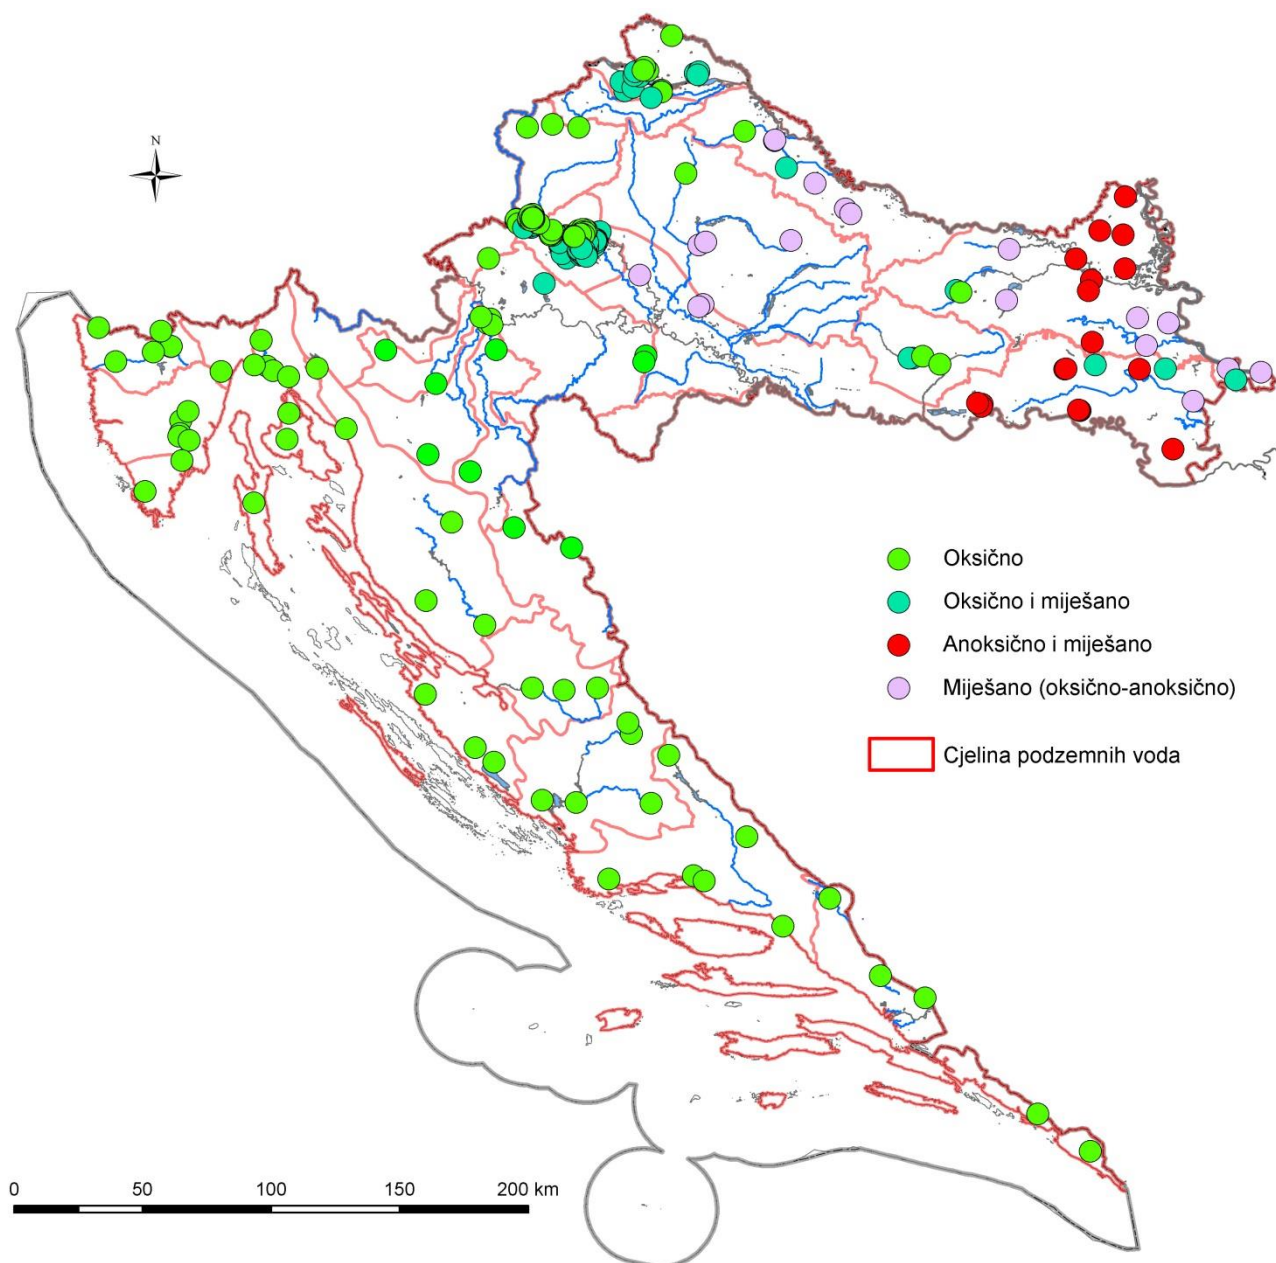 N
Oksično
Oksično i miješano
Anoksično i miješano
Miješano (oksično-anoksično)
Cjelina podzemnih voda
0 50 100 150 200 km